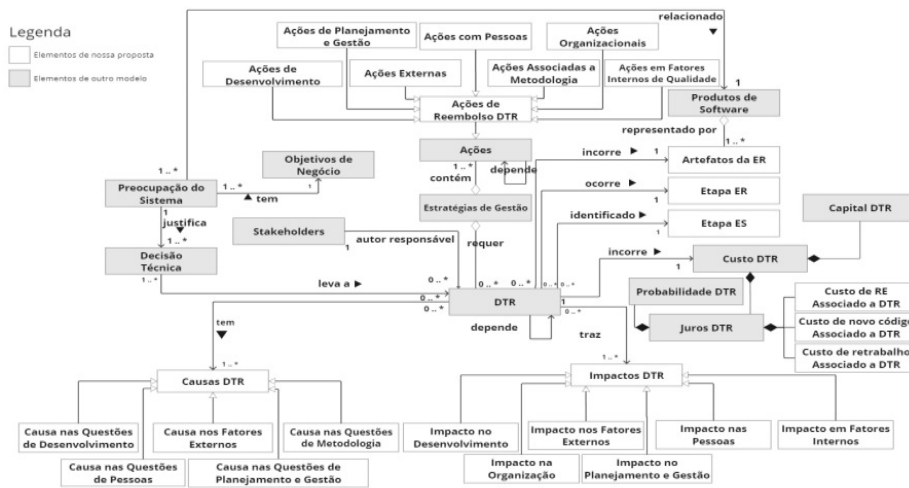 Legenda
Elementos de nossa proposta
Elementos de outro modelo
relacionado
Ações de Planejamento
e Gestão
Ações com Pessoas
Ações
Organizacionais
Ações de
Desenvolvimento
Ações Externas
Ações Associadas a
Metodologia
Ações em Fatores
Internos de Qualidade
1
Produtos de
Software
Ações de
Reembolso DTR
representado por
1 .. *
1 .. *
Ações
1 .. *
depende
1
contém
incorre
1
Artefatos da ER
Objetivos de
Negócio
Preocupação do
Sistema
1 .. *
1
tem
ocorre
1
Etapa ER
1
justifica
1 .. *
Estratégias de Gestão
identificado
1
Etapa ES
Capital DTR
Stakeholders
1
autor responsável
requer
Decisão
Técnica
1 .. *
incorre
1
Custo DTR
leva a
0 .. *
0 .. *
0 .. *
0 .. *
0 .. *
0 .. *
0 .. *
0 .. *
DTR
1
0 .. *
depende
traz
Probabilidade DTR
Juros DTR
Custo de RE
Associado a DTR
Custo de novo código
Associado a DTR
Custo de retrabalho
Associado a DTR
tem
1 .. *
Causas DTR
1 .. *
Impactos DTR
Causa nas Questões
de Desenvolvimento
Causa nos Fatores
Externos
Causa nas Questões
de Metodologia
Causa nas Questões
de Pessoas
Causa nas Questões de
Planejamento e Gestão
Impacto no
Desenvolvimento
Impacto nos Fatores
Externos
Impacto nas
Pessoas
Impacto em Fatores
Internos
Impacto na
Organização
Impacto no
Planejamento e Gestão